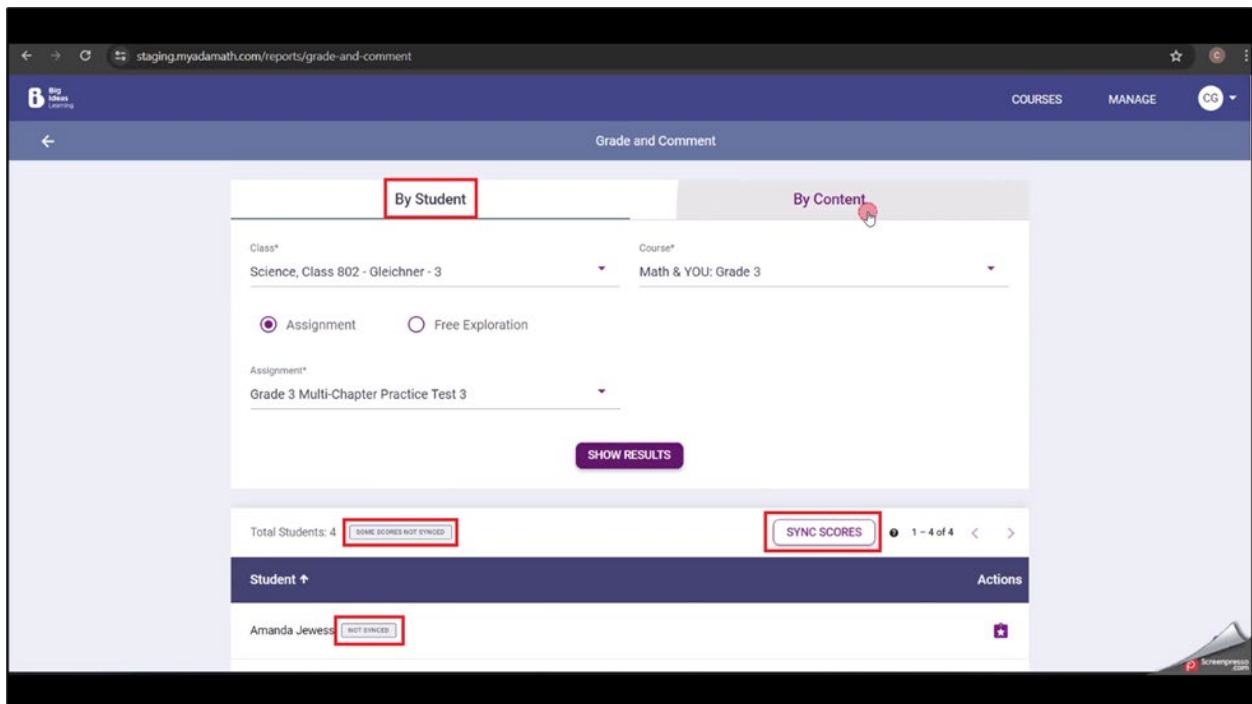 staging.myadamath.com/reports/grade-and-comment
C
Big Ideas Learning
COURSES MANAGE CG
Grade and Comment
By Student By Content
Class* Course*
Science, Class 802 - Gleichner - 3 Math & YOU: Grade 3
Assignment Free Exploration
Assignment*
Grade 3 Multi-Chapter Practice Test 3
SHOW RESULTS
Total Students: 4 SOME SCORES NOT SYNCED SYNC SCORES ? 1 – 4 of 4
Student Actions
Amanda Jewess NOT SYNCED
Screenpresso.com